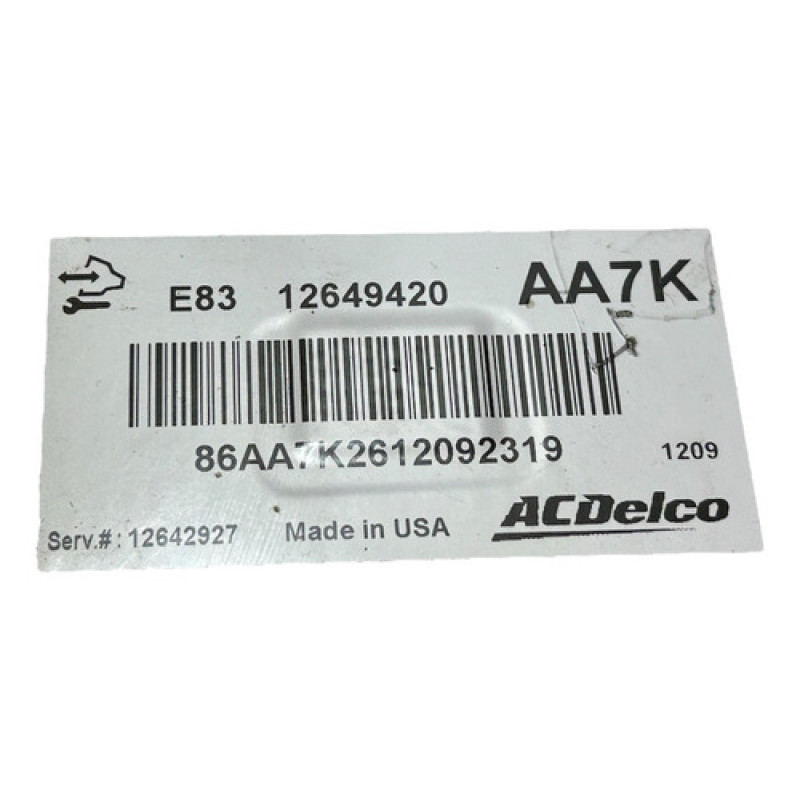 E83 12649420 AA7K
86AA7K2612092319 1209
Serv.#: 12642927 Made in USA ACDelco